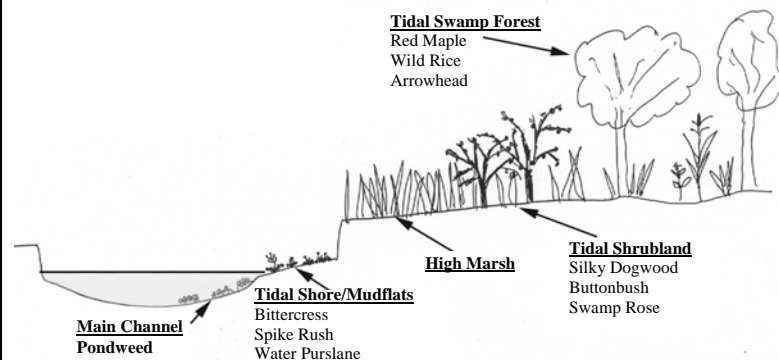 Tidal Swamp Forest
Red Maple
Wild Rice
Arrowhead
High Marsh
Tidal Shrubland
Silky Dogwood
Buttonbush
Swamp Rose
Tidal Shore/Mudflats
Bittercress
Spike Rush
Water Purslane
Main Channel
Pondweed